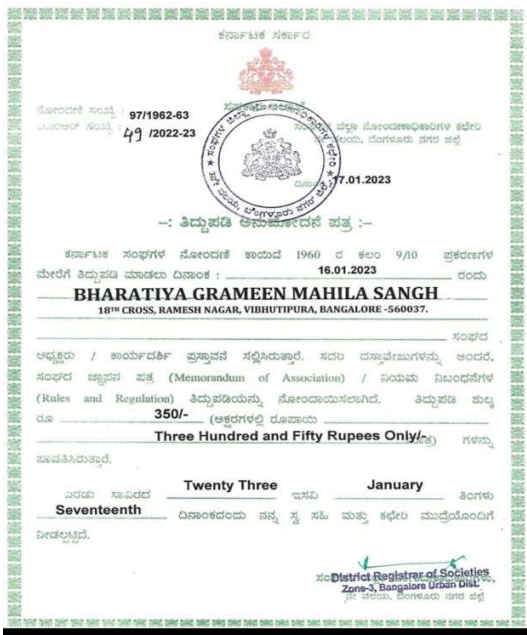 ಕರ್ನಾಟಕ ಸರ್ಕಾರ
ನೋಂದಣಿ ಸಂಖ್ಯೆ : 97/1962-63
ಸಂಖ್ಯೆ : 49 /2022-23
ಜಿಲ್ಲಾ ನೋಂದಣಾಧಿಕಾರಿಗಳ ಕಛೇರಿ
ವಲಯ, ಬೆಂಗಳೂರು ನಗರ ಜಿಲ್ಲೆ
ದಿನಾಂಕ 17.01.2023
–: ತಿದ್ದುಪಡಿ ಅನುಮೋದನೆ ಪತ್ರ :–
ಕರ್ನಾಟಕ ಸಂಘಗಳ ನೋಂದಣಿ ಕಾಯಿದೆ 1960 ರ ಕಲಂ 9/10 ಪ್ರಕರಣಗಳ
ಮೇರೆಗೆ ತಿದ್ದುಪಡಿ ಮಾಡಲು ದಿನಾಂಕ : 16.01.2023 ರಂದು
BHARATIYA GRAMEEN MAHILA SANGH
18TH CROSS, RAMESH NAGAR, VIBHUTIPURA, BANGALORE -560037.
ಸಂಘದ
ಅಧ್ಯಕ್ಷರು / ಕಾರ್ಯದರ್ಶಿ ಪ್ರಸ್ತಾವನೆ ಸಲ್ಲಿಸಿರುತ್ತಾರೆ. ಸದರಿ ದಸ್ತಾವೇಜುಗಳನ್ನು ಅಂದರೆ,
ಸಂಘದ ಜ್ಞಾಪನ ಪತ್ರ (Memorandum of Association) / ನಿಯಮ ನಿಬಂಧನೆಗಳ
(Rules and Regulation) ತಿದ್ದುಪಡಿಯನ್ನು ನೋಂದಾಯಿಸಲಾಗಿದೆ. ತಿದ್ದುಪಡಿ ಶುಲ್ಕ
ರೂ 350/- (ಅಕ್ಷರಗಳಲ್ಲಿ ರೂಪಾಯಿ
Three Hundred and Fifty Rupees Only/- ಗಳನ್ನು
ಪಾವತಿಸಿರುತ್ತಾರೆ.
ಎರಡು ಸಾವಿರದ Twenty Three ಇಸವಿ January ತಿಂಗಳು
Seventeenth ದಿನಾಂಕದಂದು ನನ್ನ ಸ್ವ ಸಹಿ ಮತ್ತು ಕಛೇರಿ ಮುದ್ರೆಯೊಂದಿಗೆ
ನೀಡಲ್ಪಟ್ಟಿದೆ.
District Registrar of Societies
Zone-3, Bangalore Urban Dist.
ನೇ ವಲಯ, ಬೆಂಗಳೂರು ನಗರ ಜಿಲ್ಲೆ